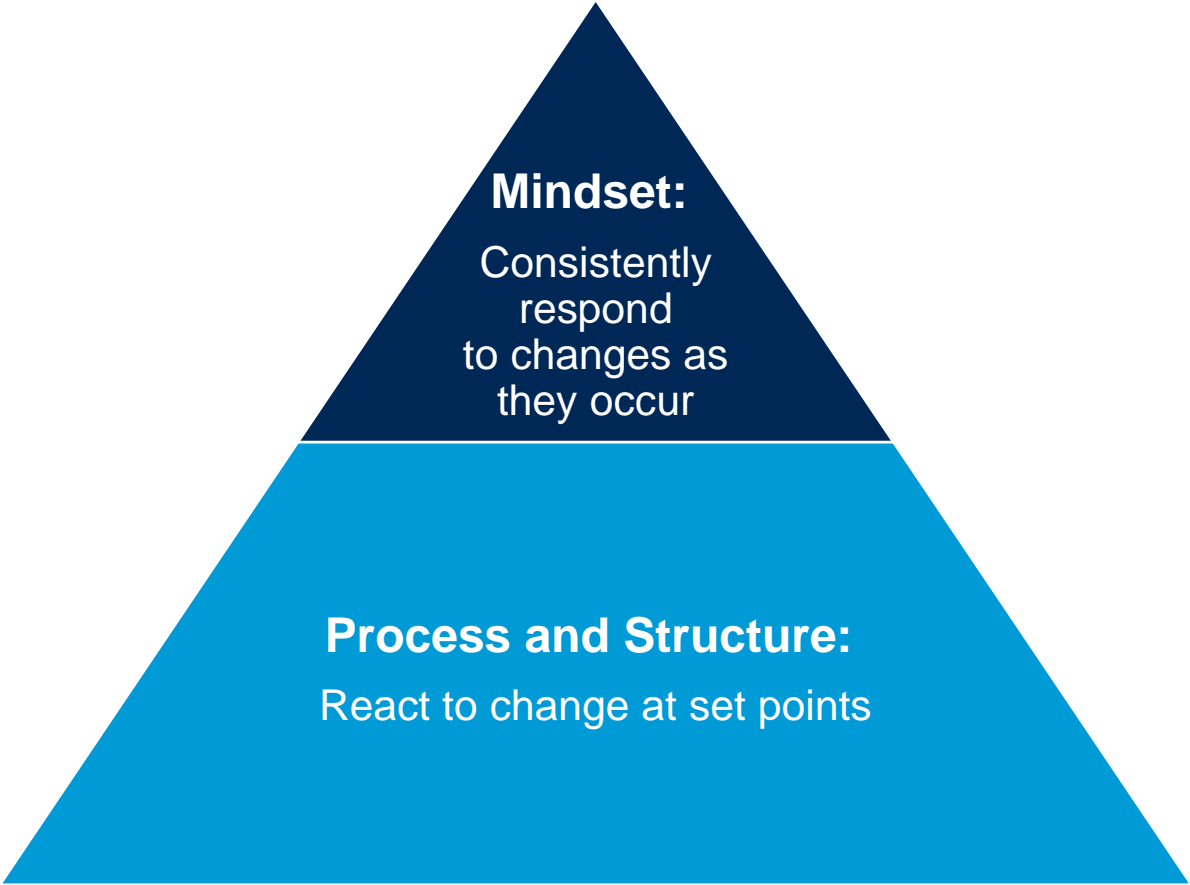 Mindset:
Consistently
respond
to changes as
they occur
Process and Structure:
React to change at set points